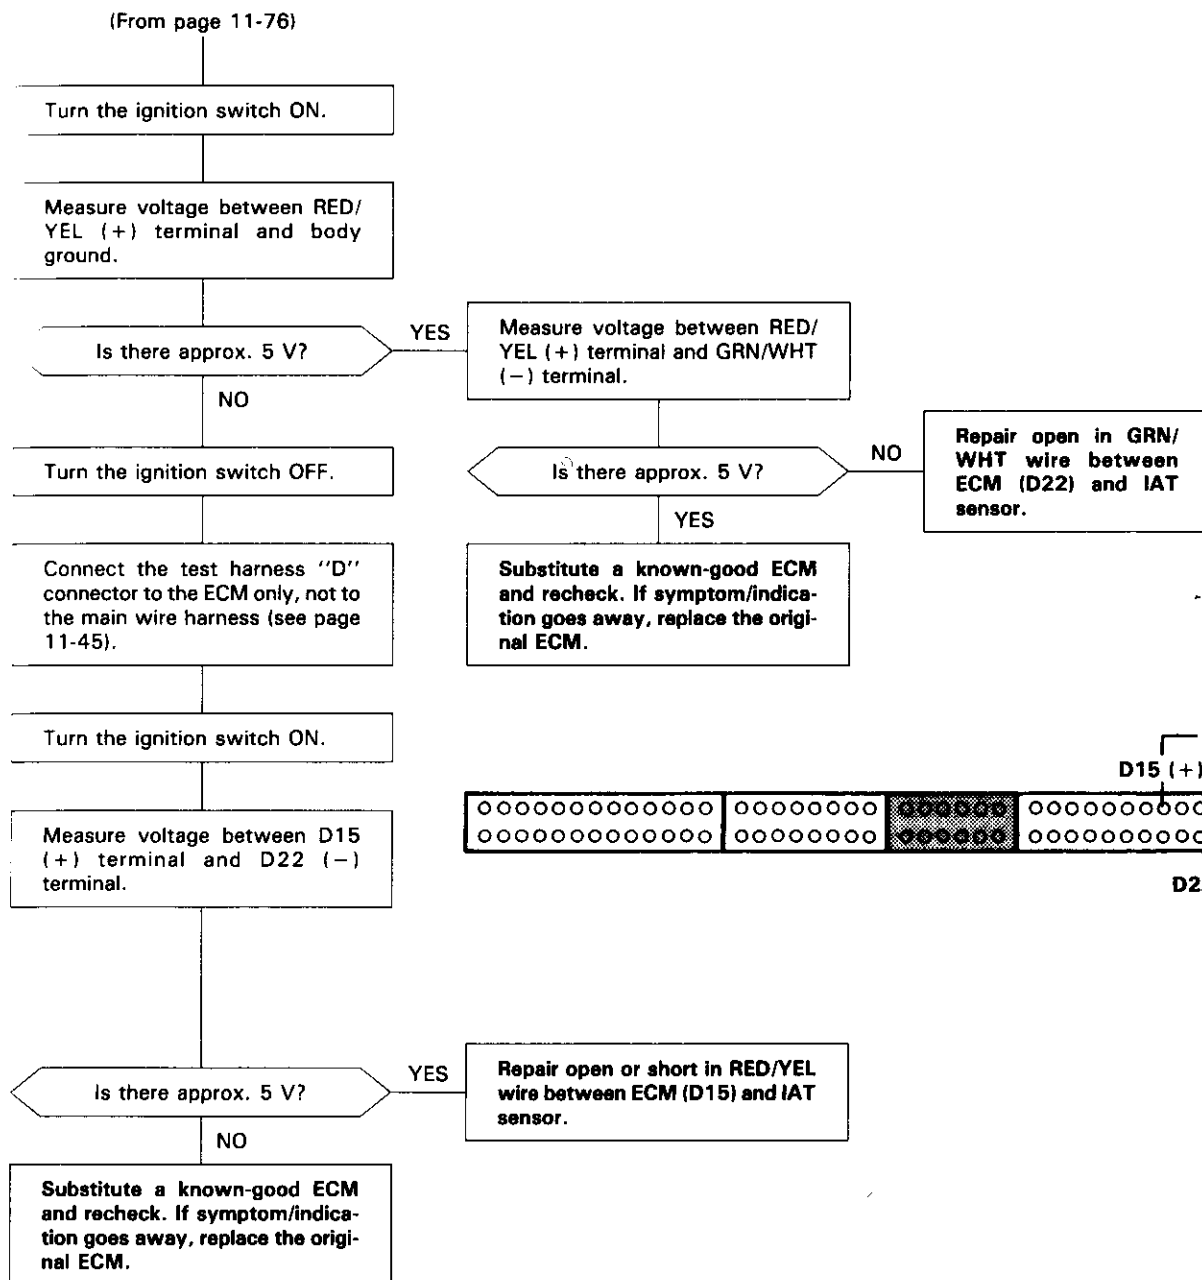 (From page 11-76)
Turn the ignition switch ON.
Measure voltage between RED/
YEL (+) terminal and body
ground.
Is there approx. 5 V?
YES
NO
Measure voltage between RED/
YEL (+) terminal and GRN/WHT
(−) terminal.
Is there approx. 5 V?
NO
YES
Repair open in GRN/
WHT wire between
ECM (D22) and IAT
sensor.
Substitute a known-good ECM
and recheck. If symptom/indica-
tion goes away, replace the origi-
nal ECM.
Turn the ignition switch OFF.
Connect the test harness "D"
connector to the ECM only, not to
the main wire harness (see page
11-45).
Turn the ignition switch ON.
Measure voltage between D15
(+) terminal and D22 (−)
terminal.
D15 (+)
D2
Is there approx. 5 V?
YES
NO
Repair open or short in RED/YEL
wire between ECM (D15) and IAT
sensor.
Substitute a known-good ECM
and recheck. If symptom/indica-
tion goes away, replace the origi-
nal ECM.